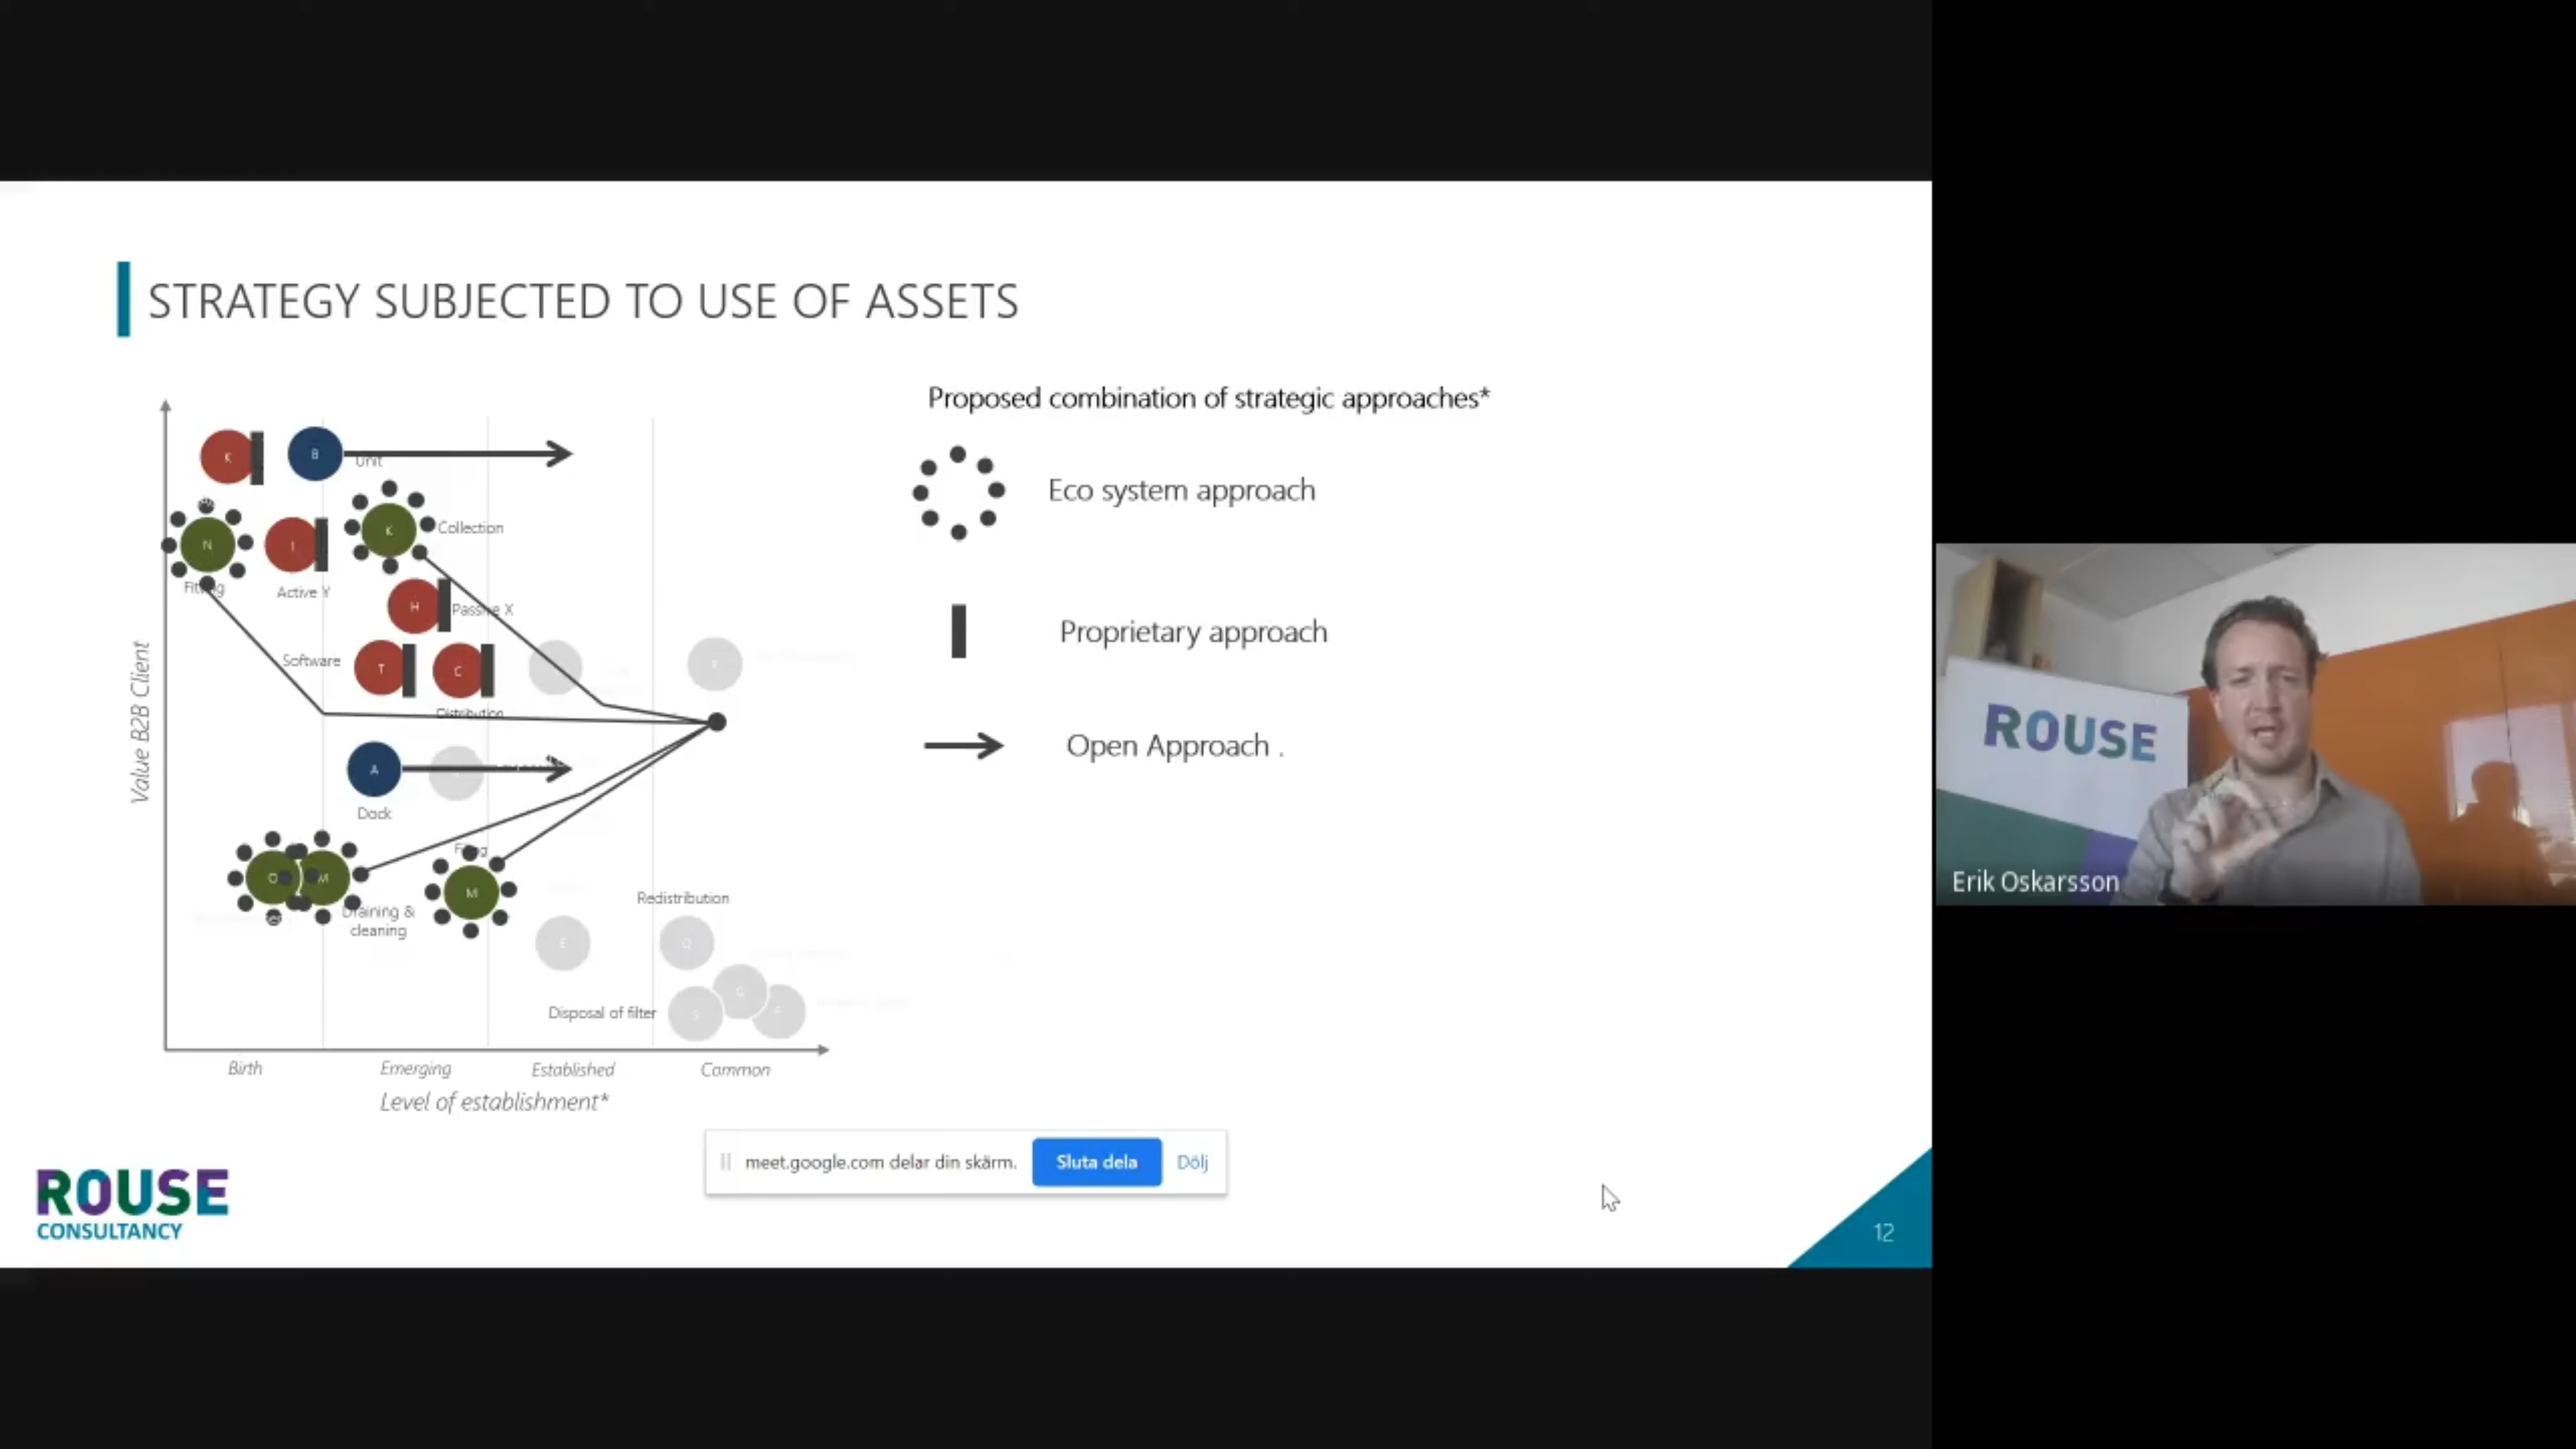 STRATEGY SUBJECTED TO USE OF ASSETS
Proposed combination of strategic approaches*
Eco system approach
Proprietary approach
Open Approach .
Value B2B Client
K
B
Unit
N
I
K
Collection
Active Y
H
Passive X
Software
T
C
Distribution
A
Dock
O
M
Draining &
cleaning
M
Redistribution
E
Q
Disposal of filter
S
G
Birth
Emerging
Established
Common
Level of establishment*
meet.google.com delar din skärm.
Sluta dela
Dölj
ROUSE
CONSULTANCY
12
ROUSE
Erik Oskarsson